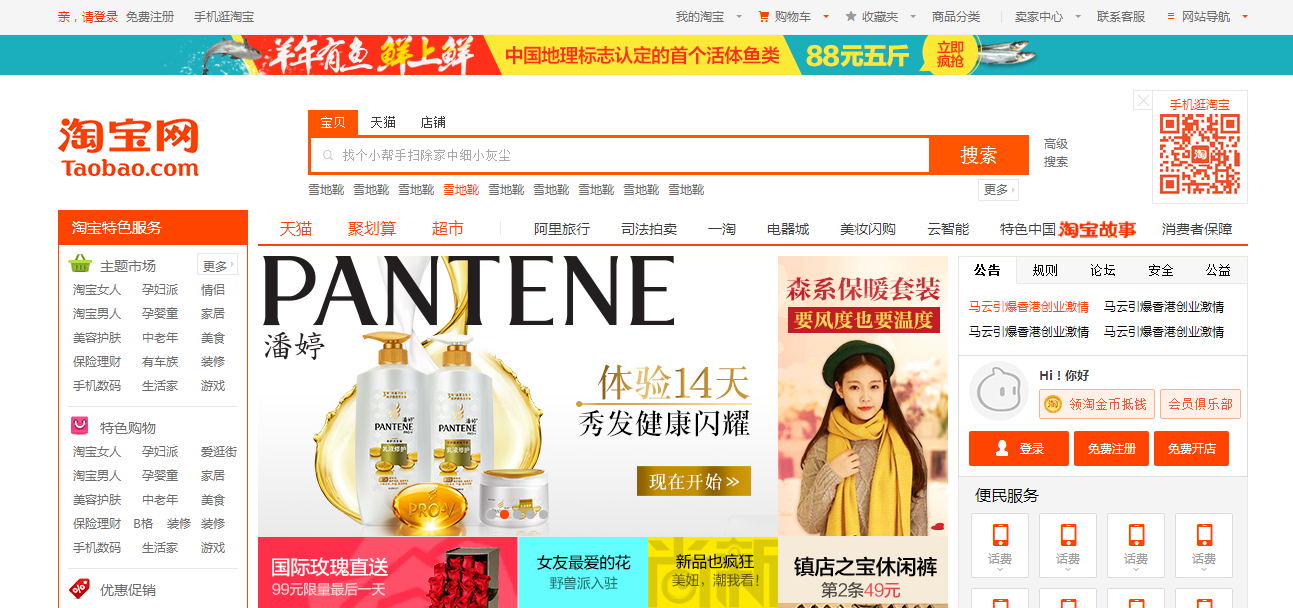 亲，请登录 免费注册 手机逛淘宝 我的淘宝 购物车 收藏夹 商品分类 卖家中心 联系客服 网站导航
羊年有鱼 鲜上鲜 中国地理标志认定的首个活体鱼类 88元五斤 立即疯抢
手机逛淘宝
淘宝网
Taobao.com
宝贝 天猫 店铺
找个小帮手扫除家中细小灰尘 搜索
高级
搜索
雪地靴 雪地靴 雪地靴 雪地靴 雪地靴 雪地靴 雪地靴 雪地靴 雪地靴 更多
淘宝特色服务
天猫 聚划算 超市 阿里旅行 司法拍卖 一淘 电器城 美妆闪购 云智能 特色中国 淘宝故事 消费者保障
主题市场 更多
淘宝女人 孕妇派 情侣
淘宝男人 孕婴童 家居
美容护肤 中老年 美食
保险理财 有车族 装修
手机数码 生活家 游戏
特色购物
淘宝女人 孕妇派 爱逛街
淘宝男人 孕婴童 家居
美容护肤 中老年 美食
保险理财 B格 装修 装修
手机数码 生活家 游戏
优惠促销
PANTENE
潘婷
体验14天
秀发健康闪耀
现在开始
PANTENE
PANTENE
乳液修护
乳液修护
PRO-V
森系保暖套装
要风度也要温度
公告 规则 论坛 安全 公益
马云引爆香港创业激情 马云引爆香港创业激情
马云引爆香港创业激情 马云引爆香港创业激情
Hi！你好
淘 领淘金币抵钱 会员俱乐部
登录 免费注册 免费开店
便民服务
话费 话费 话费 话费
国际玫瑰直送
99元限量最后一天
女友最爱的花
野兽派入驻
尚新
新品也疯狂
美妞，潮我看！
镇店之宝休闲裤
第2条49元